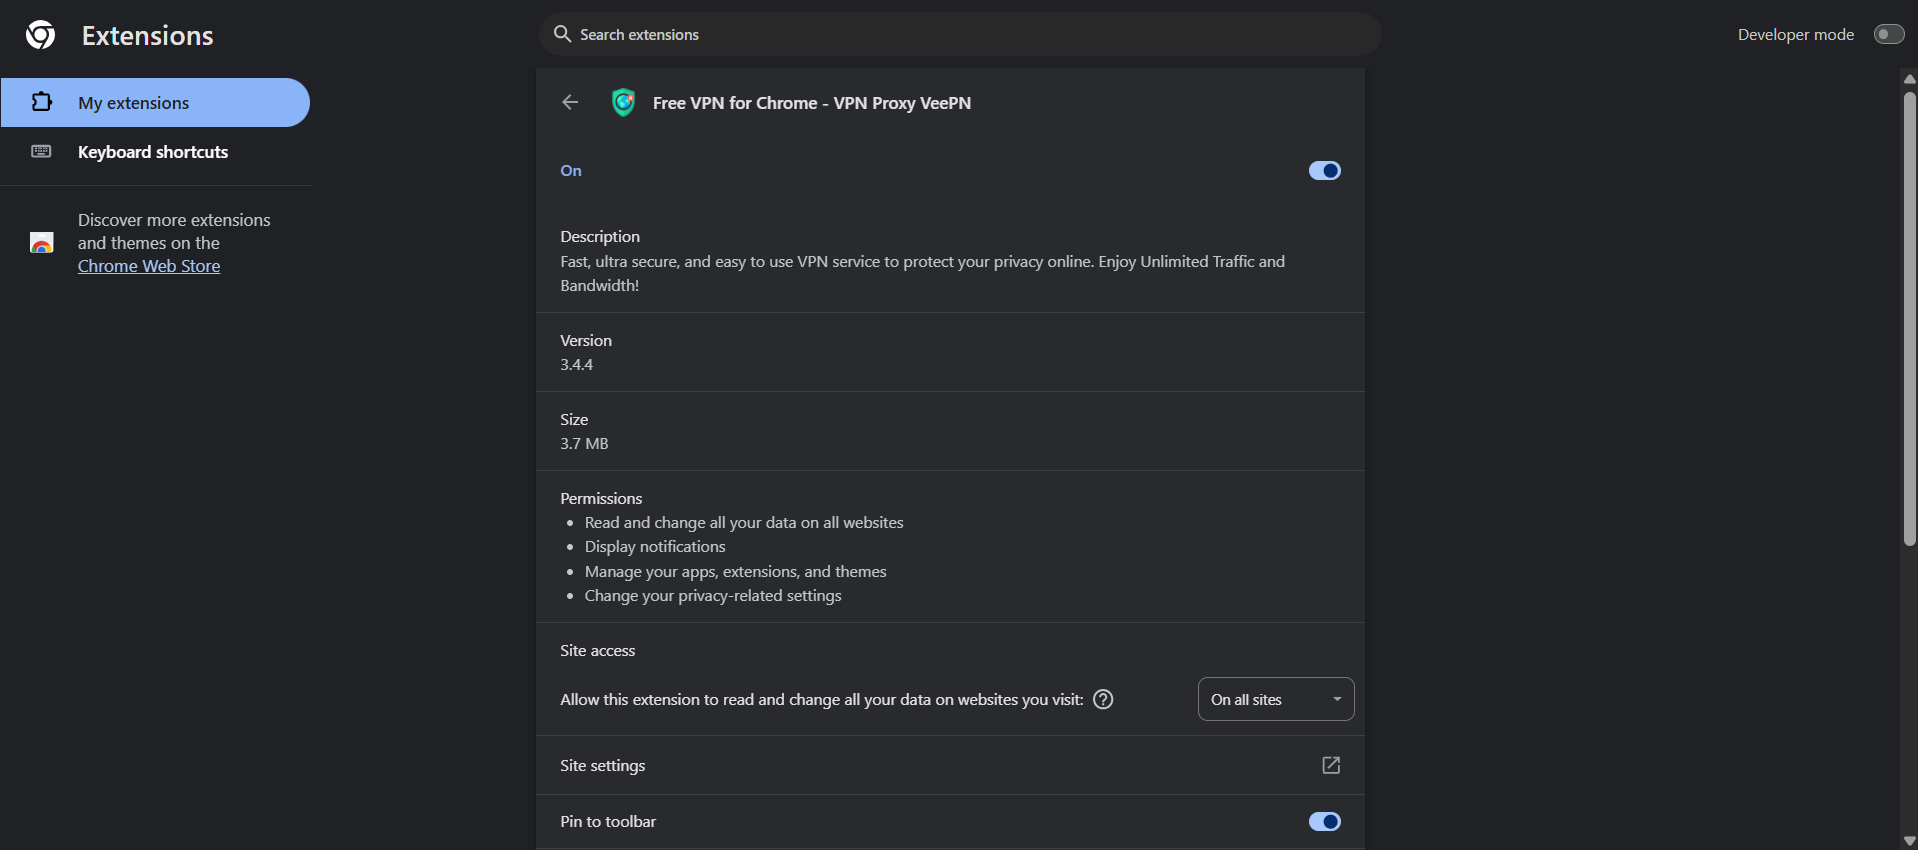 Extensions
Search extensions
Developer mode
My extensions
Keyboard shortcuts
Discover more extensions
and themes on the
Chrome Web Store
Free VPN for Chrome - VPN Proxy VeePN
On
Description
Fast, ultra secure, and easy to use VPN service to protect your privacy online. Enjoy Unlimited Traffic and
Bandwidth!
Version
3.4.4
Size
3.7 MB
Permissions
• Read and change all your data on all websites
• Display notifications
• Manage your apps, extensions, and themes
• Change your privacy-related settings
Site access
Allow this extension to read and change all your data on websites you visit: ?
On all sites
Site settings
Pin to toolbar